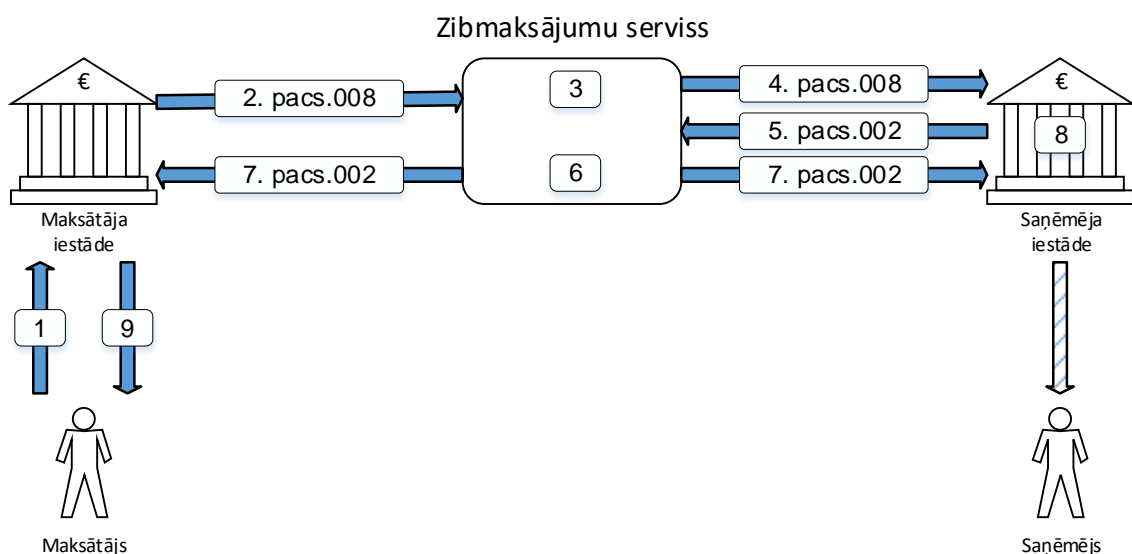 Zibmaksājumu serviss
€
2. pacs.008
3
4. pacs.008
€
5. pacs.002
8
7. pacs.002
6
7. pacs.002
Maksātāja
iestāde
Saņēmēja
iestāde
1
9
Maksātājs
Saņēmējs